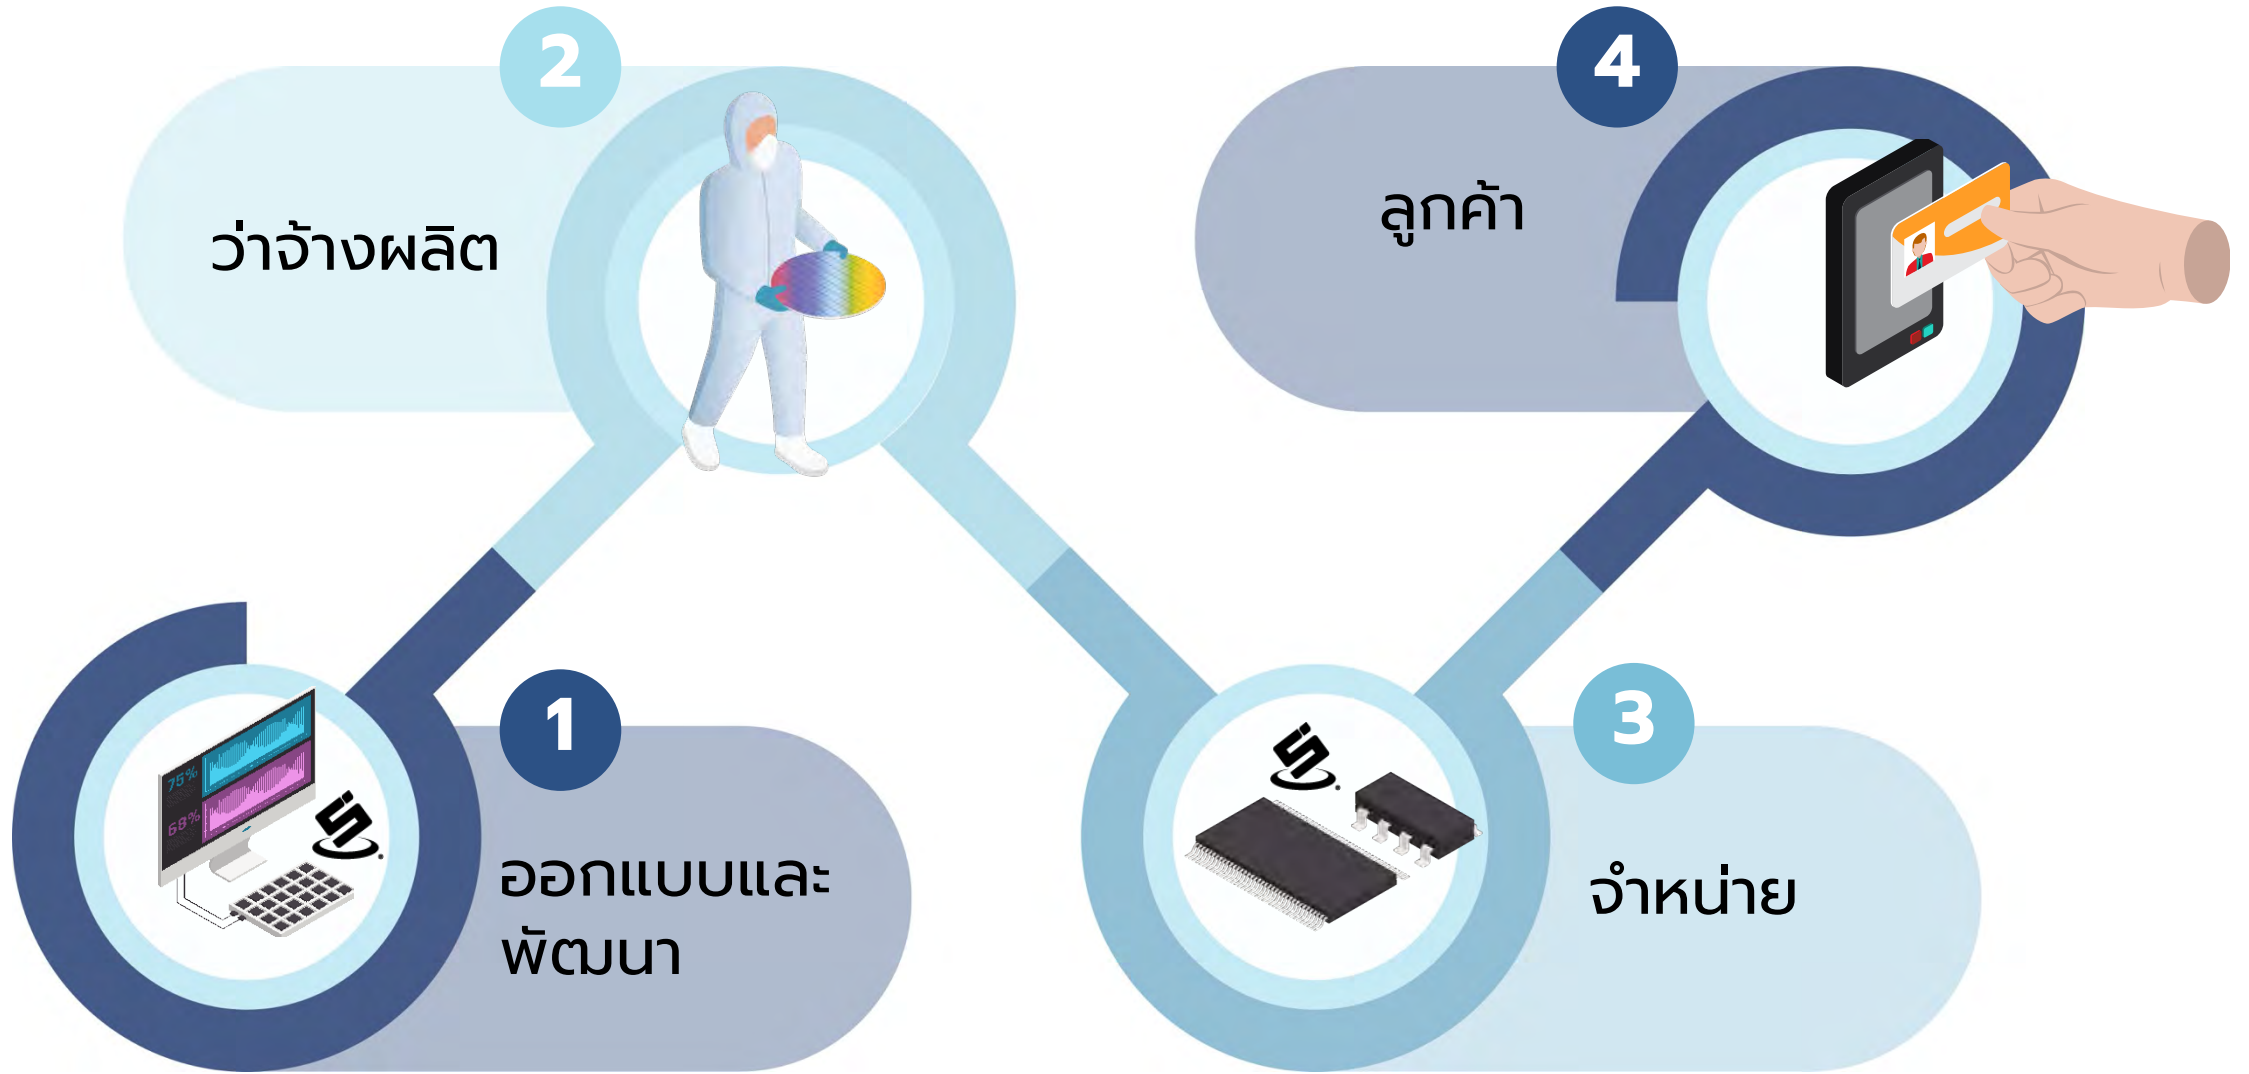 2
ว่าจ้างผลิต
4
ลูกค้า
1
ออกแบบและ
พัฒนา
75%
68%
3
จำหน่าย